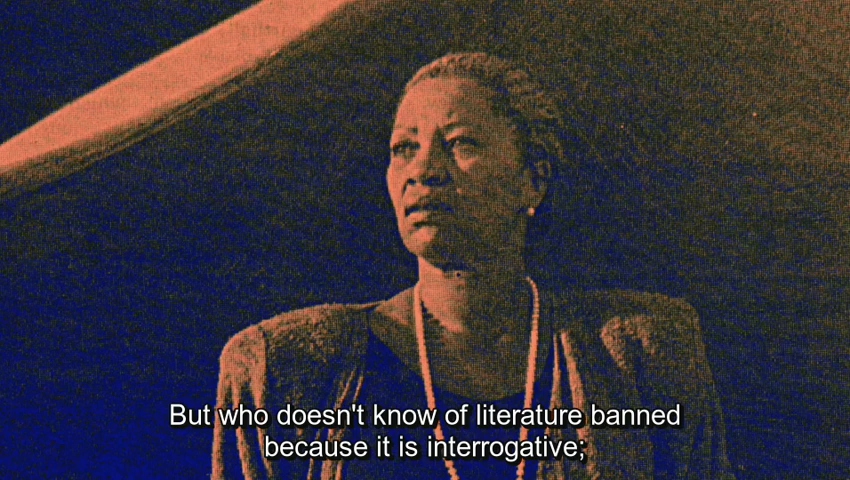 But who doesn't know of literature banned
because it is interrogative;